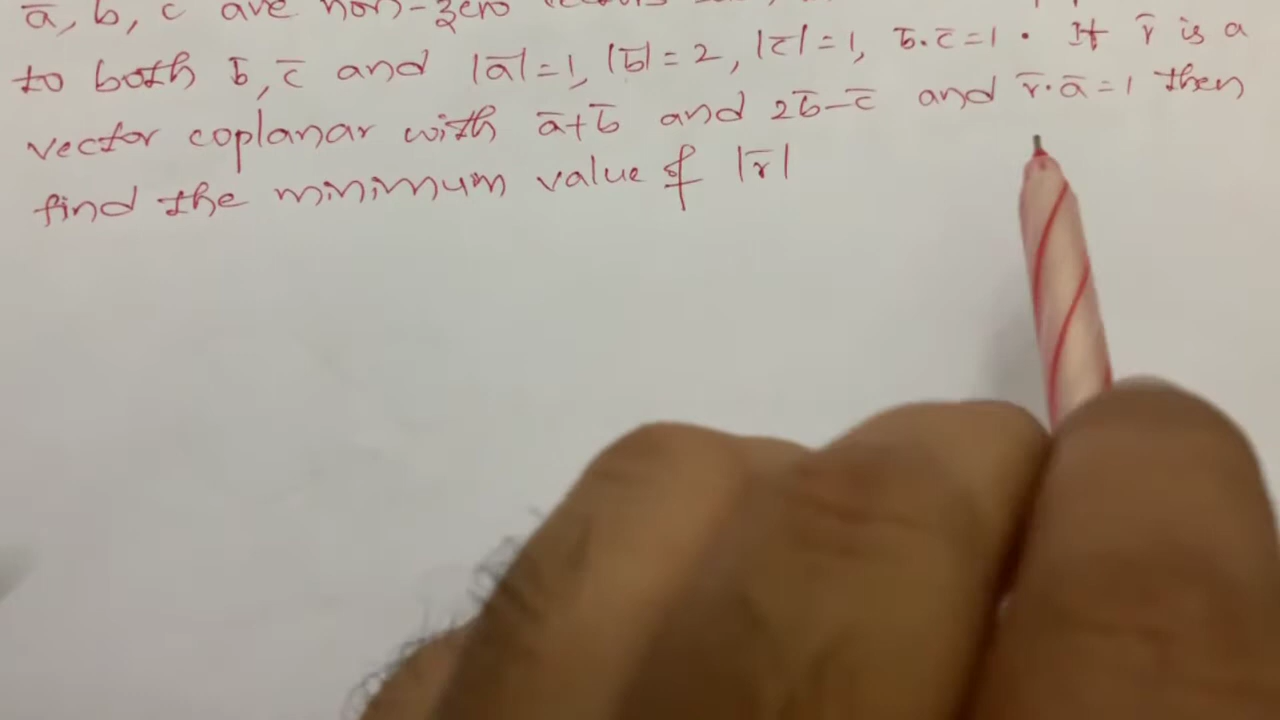 a̅, b, c are non-zero
to both b̅, c̅ and |a̅|=1, |b̅|=2, |c̅|=1, b̅.c̅=1. If r̅ is a
vector coplanar with a̅+b̅ and 2b̅-c̅ and r̅.a̅=1 then
find the minimum value of |r̅|